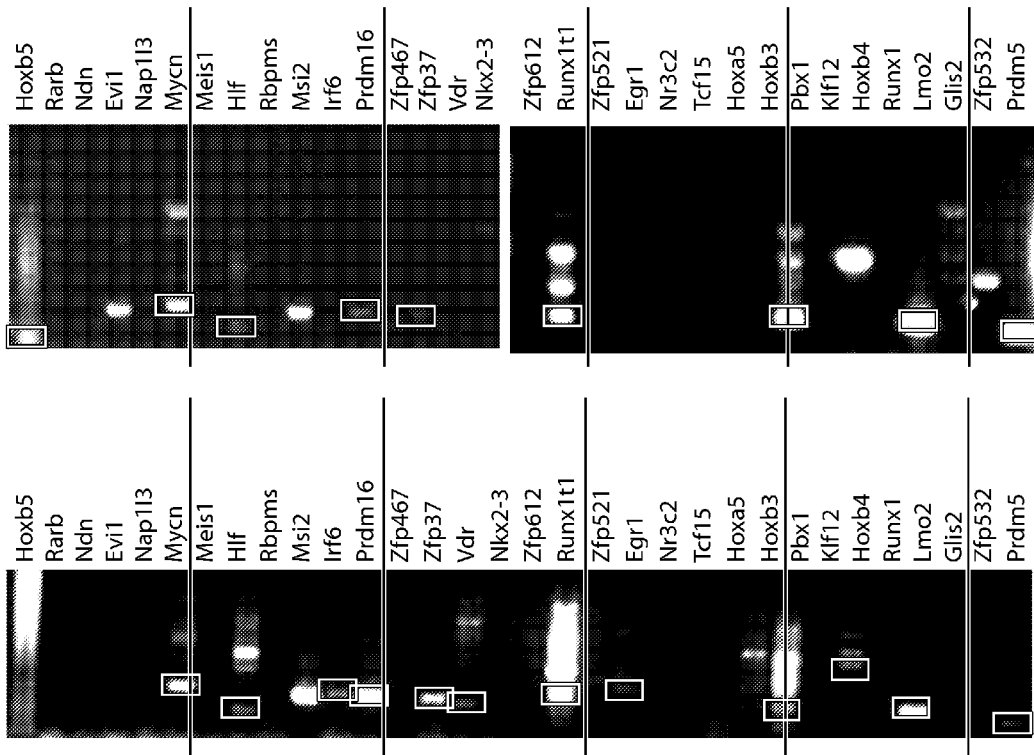 Hoxb5
Rarb
Ndn
Evi1
Nap1l3
Mycn
Meis1
Hlf
Rbpms
Msi2
Irf6
Prdm16
Zfp467
Zfp37
Vdr
Nkx2-3
Zfp612
Runx1t1
Zfp521
Egr1
Nr3c2
Tcf15
Hoxa5
Hoxb3
Pbx1
Klf12
Hoxb4
Runx1
Lmo2
Glis2
Zfp532
Prdm5
Hoxb5
Rarb
Ndn
Evi1
Nap1l3
Mycn
Meis1
Hlf
Rbpms
Msi2
Irf6
Prdm16
Zfp467
Zfp37
Vdr
Nkx2-3
Zfp612
Runx1t1
Zfp521
Egr1
Nr3c2
Tcf15
Hoxa5
Hoxb3
Pbx1
Klf12
Hoxb4
Runx1
Lmo2
Glis2
Zfp532
Prdm5